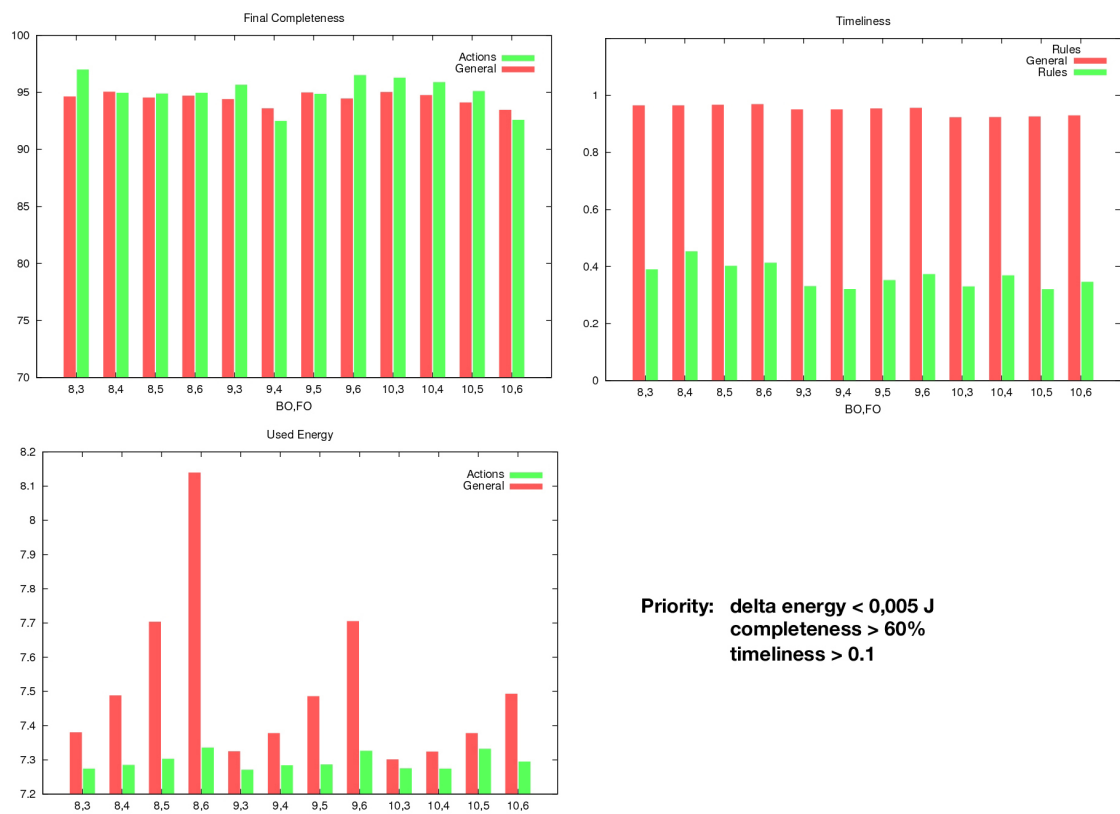 Final Completeness
100
95
90
85
80
75
70
Actions
General
8,3 8,4 8,5 8,6 9,3 9,4 9,5 9,6 10,3 10,4 10,5 10,6
BO,FO
Timeliness
1
0.8
0.6
0.4
0.2
0
Rules
General
Rules
8,3 8,4 8,5 8,6 9,3 9,4 9,5 9,6 10,3 10,4 10,5 10,6
BO,FO
Used Energy
8.2
8.1
8
7.9
7.8
7.7
7.6
7.5
7.4
7.3
7.2
Actions
General
8,3 8,4 8,5 8,6 9,3 9,4 9,5 9,6 10,3 10,4 10,5 10,6
Priority: delta energy < 0,005 J
completeness > 60%
timeliness > 0.1